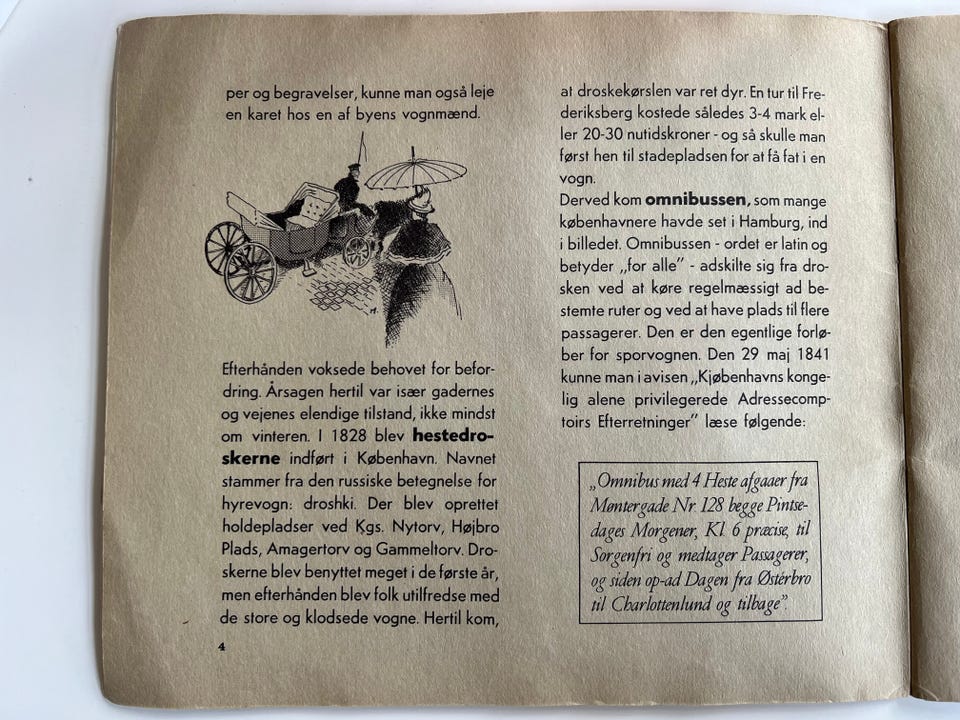 per og begravelser, kunne man også leje
en karet hos en af byens vognmænd.
Efterhånden voksede behovet for befor-
dring. Årsagen hertil var især gadernes
og vejenes elendige tilstand, ikke mindst
om vinteren. I 1828 blev hestedro-
skerne indført i København. Navnet
stammer fra den russiske betegnelse for
hyrevogn: droshki. Der blev oprettet
holdepladser ved Kgs. Nytorv, Højbro
Plads, Amagertorv og Gammeltorv. Dro-
skerne blev benyttet meget i de første år,
men efterhånden blev folk utilfredse med
de store og klodsede vogne. Hertil kom,
4
at droskekørslen var ret dyr. En tur til Fre-
deriksberg kostede således 3-4 mark el-
ler 20-30 nutidskroner - og så skulle man
først hen til stadepladsen for at få fat i en
vogn.
Derved kom omnibussen, som mange
københavnere havde set i Hamburg, ind
i billedet. Omnibussen - ordet er latin og
betyder „for alle” - adskilte sig fra dro-
sken ved at køre regelmæssigt ad be-
stemte ruter og ved at have plads til flere
passagerer. Den er den egentlige forlø-
ber for sporvognen. Den 29 maj 1841
kunne man i avisen „Kjøbenhavns konge-
lig alene privilegerede Adressecomp-
toirs Efterretninger” læse følgende:
„Omnibus med 4 Heste afgaaer fra
Møntergade Nr. 128 begge Pintse-
dages Morgener, Kl. 6 præcise, til
Sorgenfri og medtager Passagerer,
og siden op-ad Dagen fra Østerbro
til Charlottenlund og tilbage”.